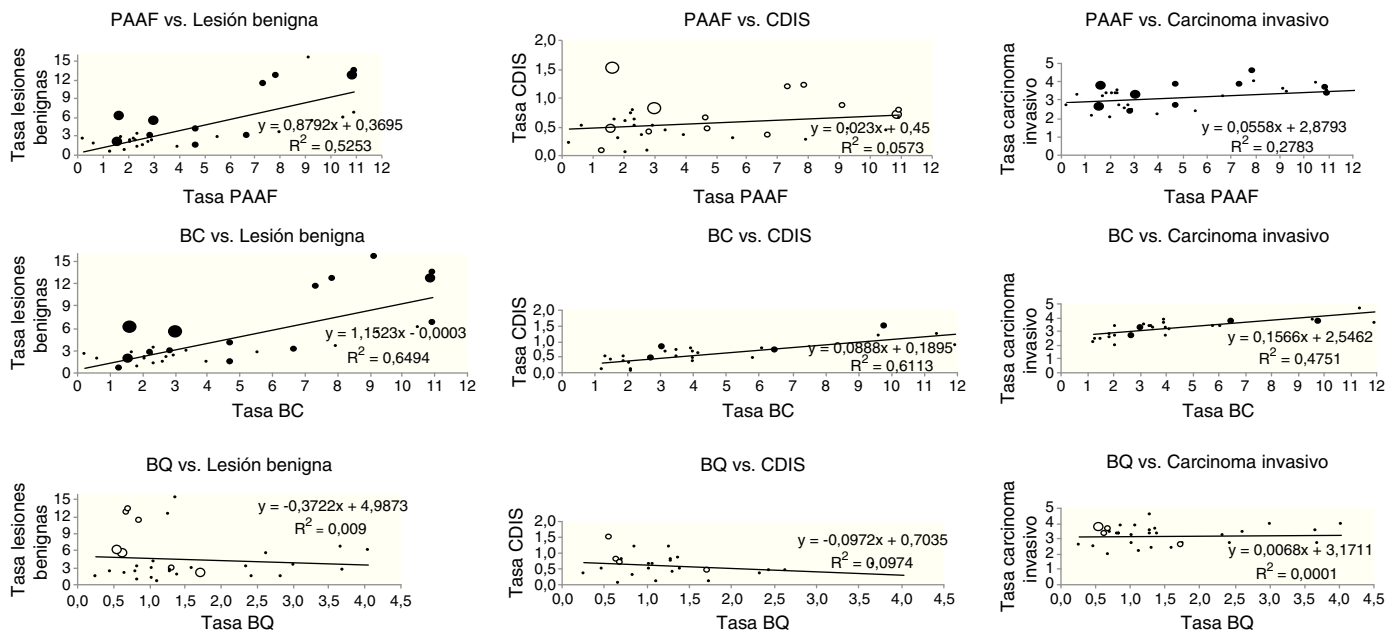 PAAF vs. Lesión benigna
Tasa lesiones
benignas
15
12
9
6
3
0
y = 0,8792x + 0,3695
R2 = 0,5253
0 1 2 3 4 5 6 7 8 9 10 11 12
Tasa PAAF
PAAF vs. CDIS
Tasa CDIS
2,0
1,5
1,0
0,5
0,0
y = 0,023x + 0,45
R2 = 0,0573
0 1 2 3 4 5 6 7 8 9 10 11 12
Tasa PAAF
PAAF vs. Carcinoma invasivo
Tasa carcinoma
invasivo
5
4
3
2
1
0
y = 0,0558x + 2,8793
R2 = 0,2783
0 1 2 3 4 5 6 7 8 9 10 11 12
Tasa PAAF
BC vs. Lesión benigna
Tasa lesiones
benignas
15
12
9
6
3
0
y = 1,1523x - 0,0003
R2 = 0,6494
0 1 2 3 4 5 6 7 8 9 10 11 12
Tasa BC
BC vs. CDIS
Tasa CDIS
2,0
1,5
1,0
0,5
0,0
y = 0,0888x + 0,1895
R2 = 0,6113
0 1 2 3 4 5 6 7 8 9 10 11 12
Tasa BC
BC vs. Carcinoma invasivo
Tasa carcinoma
invasivo
5
4
3
2
1
0
y = 0,1566x + 2,5462
R2 = 0,4751
0 1 2 3 4 5 6 7 8 9 10 11 12
Tasa BC
BQ vs. Lesión benigna
Tasa lesiones
benignas
15
12
9
6
3
0
y = -0,3722x + 4,9873
R2 = 0,009
0,0 0,5 1,0 1,5 2,0 2,5 3,0 3,5 4,0 4,5
Tasa BQ
BQ vs. CDIS
Tasa CDIS
2,0
1,5
1,0
0,5
0,0
y = -0,0972x + 0,7035
R2 = 0,0974
0,0 0,5 1,0 1,5 2,0 2,5 3,0 3,5 4,0 4,5
Tasa BQ
BQ vs. Carcinoma invasivo
Tasa carcinoma
invasivo
5
4
3
2
1
0
y = 0,0068x + 3,1711
R2 = 0,0001
0,0 0,5 1,0 1,5 2,0 2,5 3,0 3,5 4,0 4,5
Tasa BQ